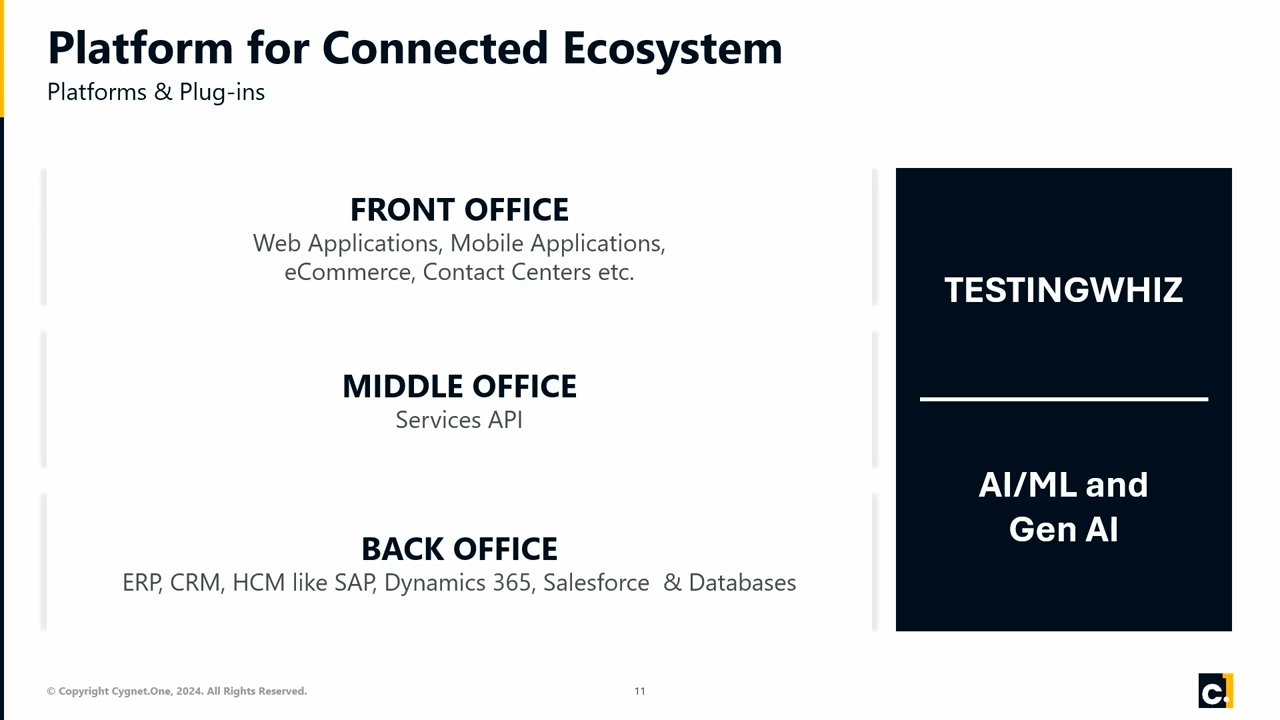 Platform for Connected Ecosystem
Platforms & Plug-ins
FRONT OFFICE
Web Applications, Mobile Applications,
eCommerce, Contact Centers etc.
MIDDLE OFFICE
Services API
BACK OFFICE
ERP, CRM, HCM like SAP, Dynamics 365, Salesforce & Databases
TESTINGWHIZ
AI/ML and
Gen AI
© Copyright Cygnet.One, 2024. All Rights Reserved.
11
C.